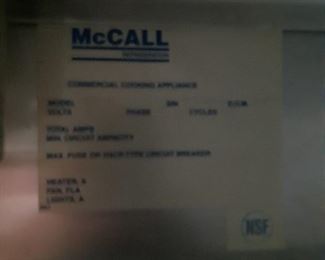 McCALL
REFRIGERATION
COMMERCIAL COOKING APPLIANCE
MODEL S/N
VOLTS PHASE CYCLES
TOTAL AMPS
MIN. CIRCUIT AMPACITY
MAX. FUSE OR HACR-TYPE CIRCUIT BREAKER
HEATER, A
FAN, FLA
LIGHTS, A
NSF